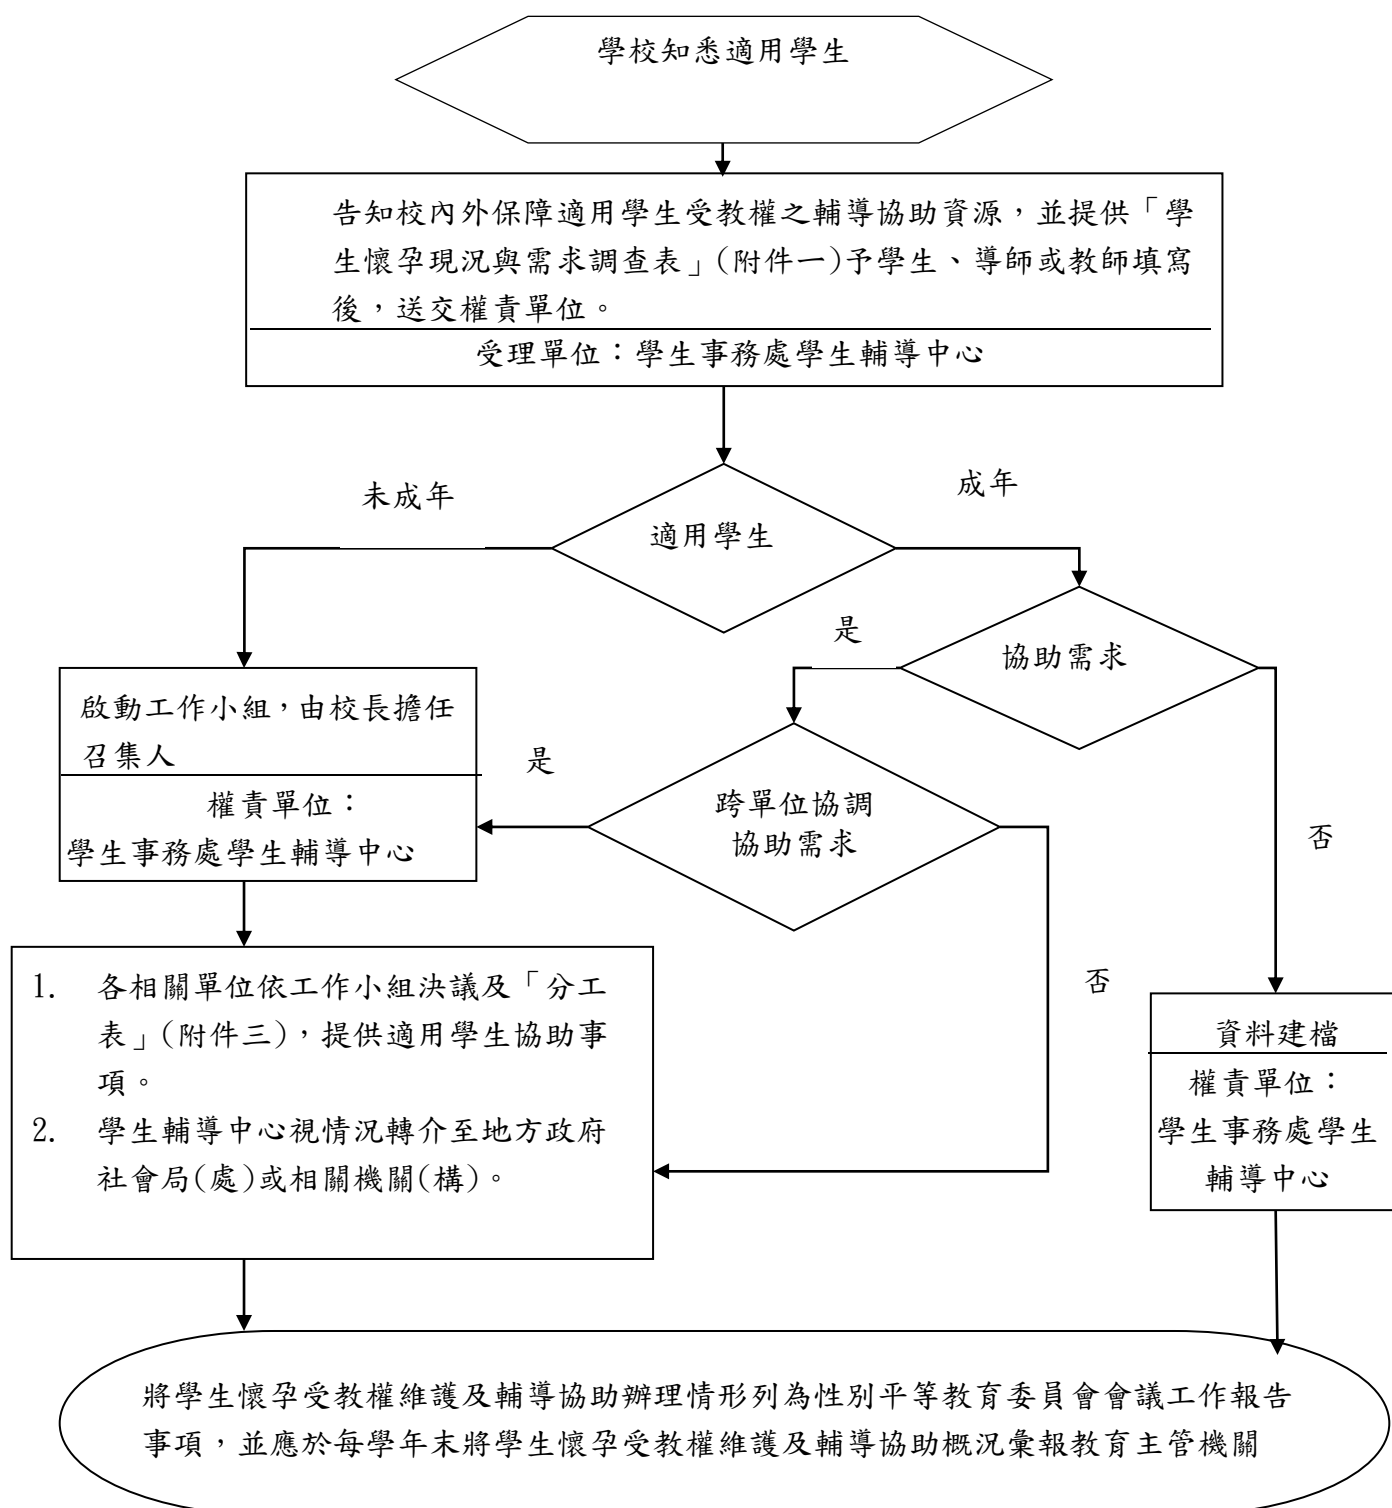 學校知悉適用學生
告知校內外保障適用學生受教權之輔導協助資源，並提供「學
生懷孕現況與需求調查表」(附件一)予學生、導師或教師填寫
後，送交權責單位。
受理單位：學生事務處學生輔導中心
未成年
成年
適用學生
是
協助需求
啟動工作小組，由校長擔任
召集人
權責單位：
學生事務處學生輔導中心
是
跨單位協調
協助需求
否
否
1. 各相關單位依工作小組決議及「分工
表」(附件三)，提供適用學生協助事
項。
2. 學生輔導中心視情況轉介至地方政府
社會局(處)或相關機關(構)。
資料建檔
權責單位：
學生事務處學生
輔導中心
將學生懷孕受教權維護及輔導協助辦理情形列為性別平等教育委員會會議工作報告
事項，並應於每學年末將學生懷孕受教權維護及輔導協助概況彙報教育主管機關